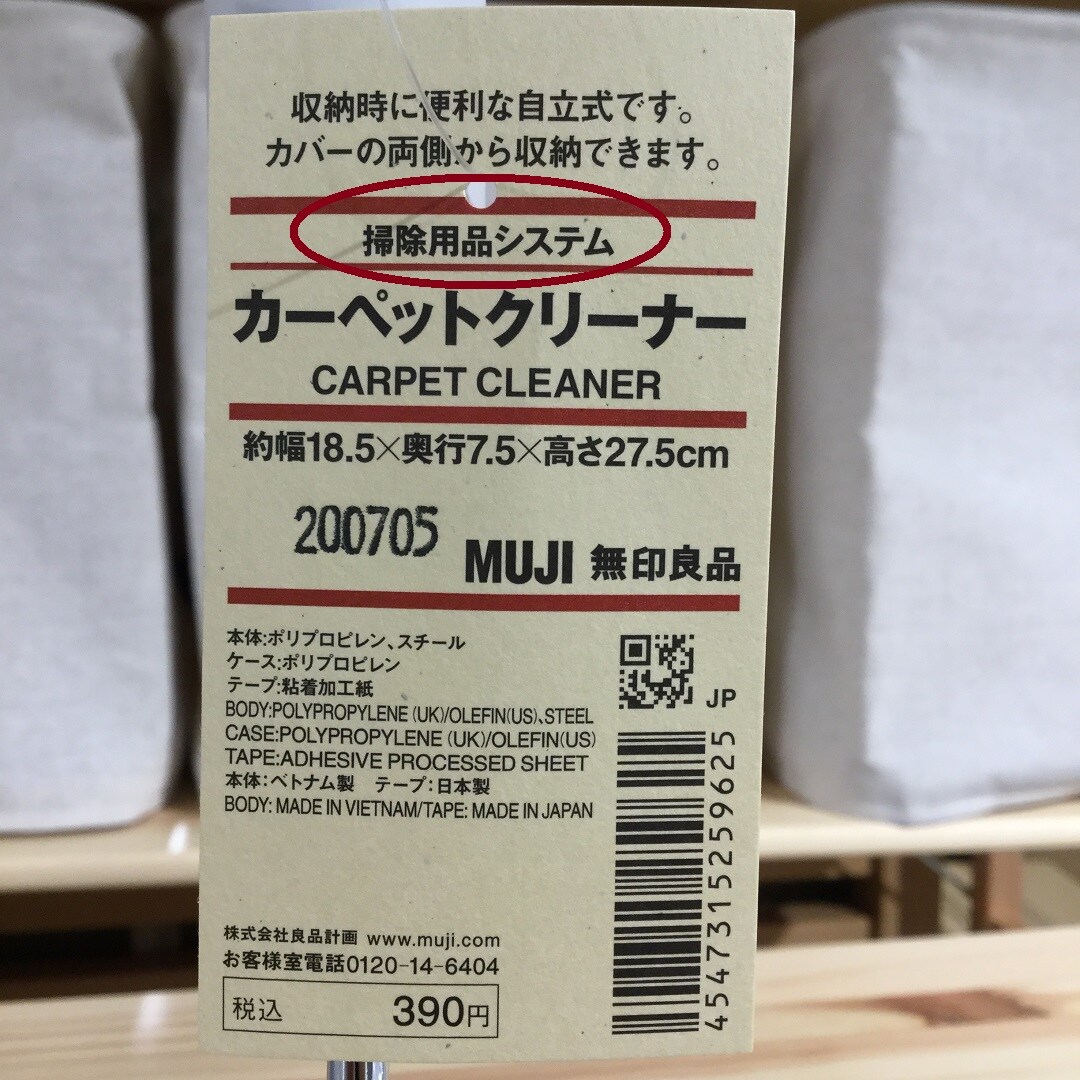 収納時に便利な自立式です。
カバーの両側から収納できます。
掃除用品システム
カーペットクリーナー
CARPET CLEANER
約幅18.5×奥行7.5×高さ27.5cm
200705
MUJI 無印良品
本体:ポリプロピレン、スチール
ケース:ポリプロピレン
テープ:粘着加工紙
BODY:POLYPROPYLENE (UK)/OLEFIN(US)、STEEL
CASE:POLYPROPYLENE (UK)/OLEFIN(US)
TAPE:ADHESIVE PROCESSED SHEET
本体:ベトナム製 テープ:日本製
BODY: MADE IN VIETNAM/TAPE: MADE IN JAPAN
JP
4547315259625
株式会社良品計画 www.muji.com
お客様室電話0120-14-6404
税込 390円